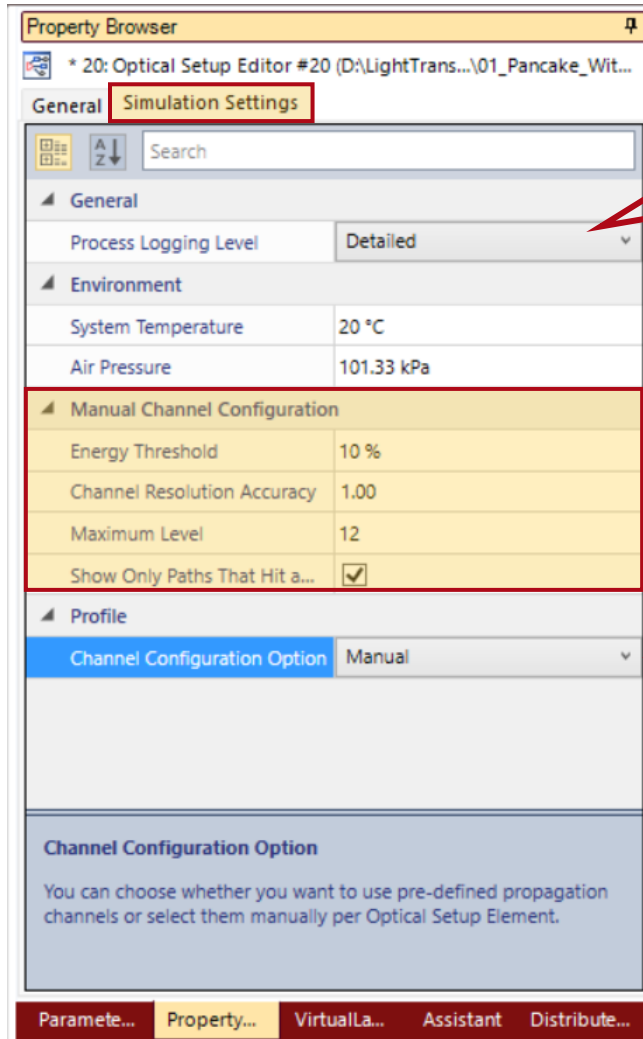 Property Browser
* 20: Optical Setup Editor #20 (D:\LightTrans...\01_Pancake_Wit...
General Simulation Settings
A Z Search
General
Process Logging Level Detailed
Environment
System Temperature 20 °C
Air Pressure 101.33 kPa
Manual Channel Configuration
Energy Threshold 10 %
Channel Resolution Accuracy 1.00
Maximum Level 12
Show Only Paths That Hit a...
Profile
Channel Configuration Option Manual
Channel Configuration Option
You can choose whether you want to use pre-defined propagation
channels or select them manually per Optical Setup Element.
Paramete... Property... VirtualLa... Assistant Distribute...